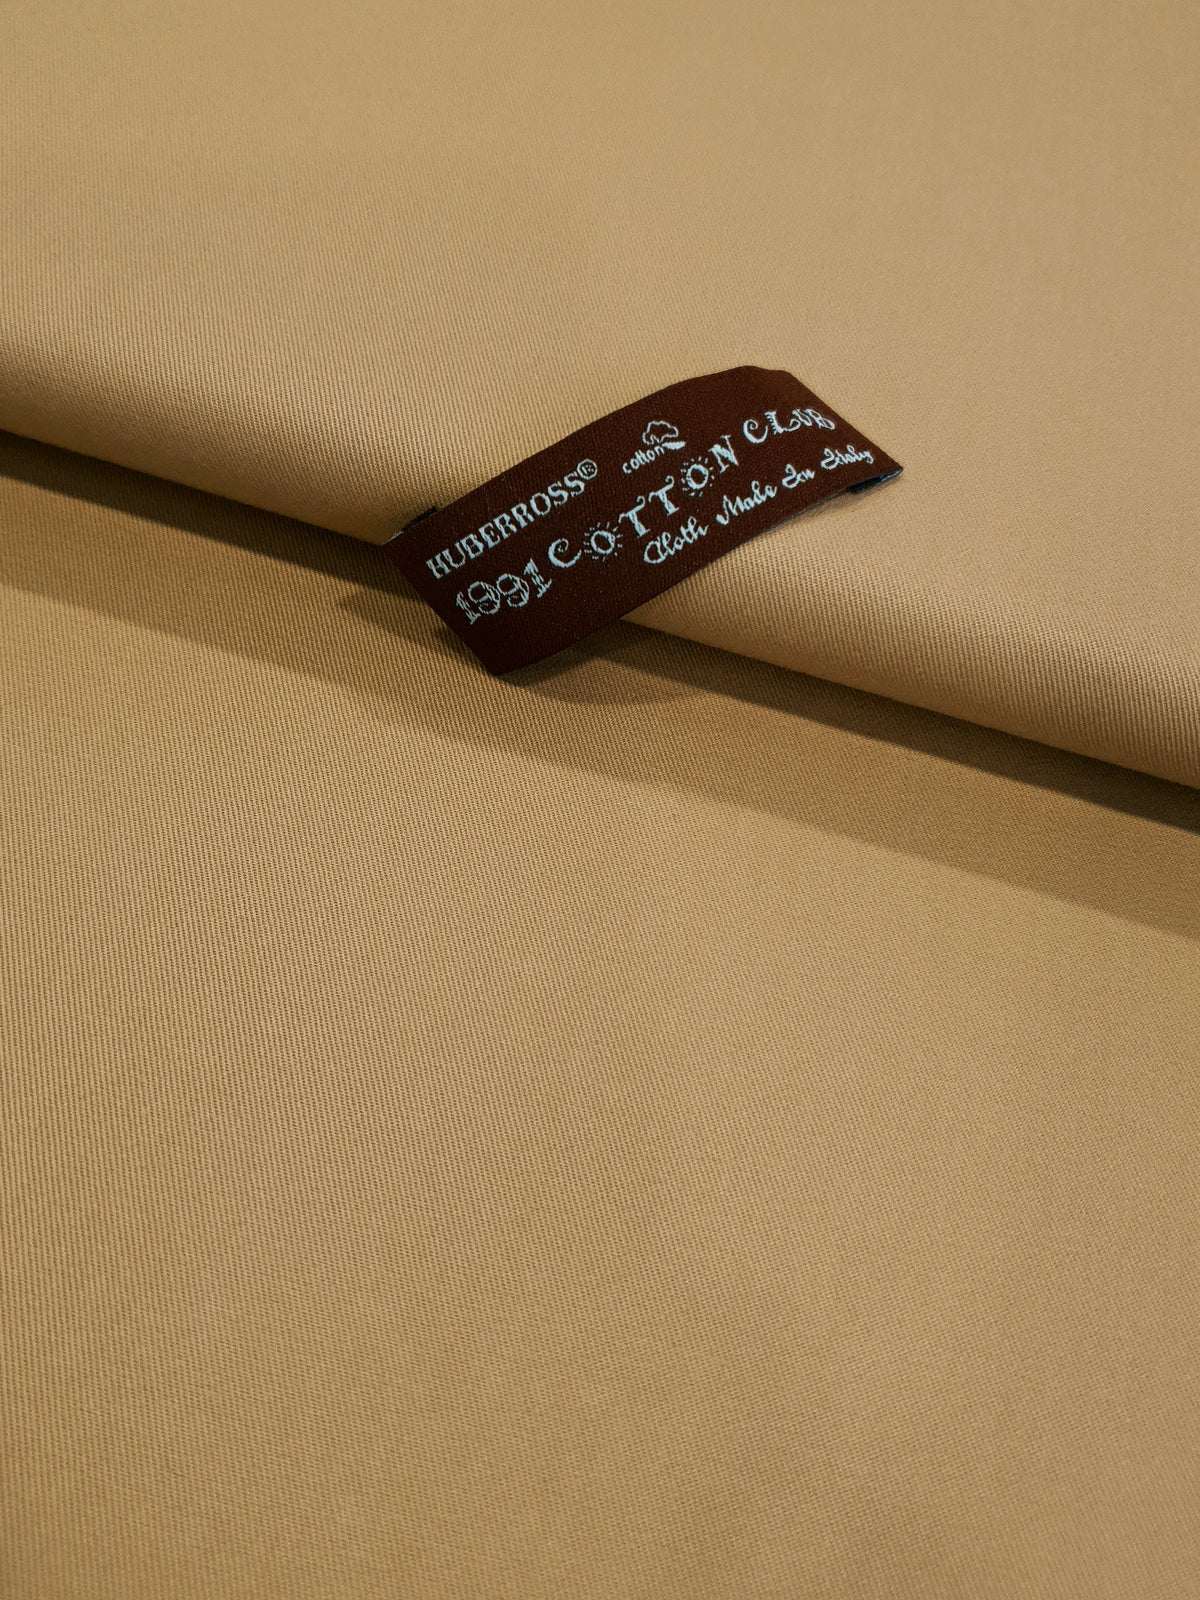 HUBERROSS®
cotton
1991 COTTON CLUB
Cloth Made In Italy